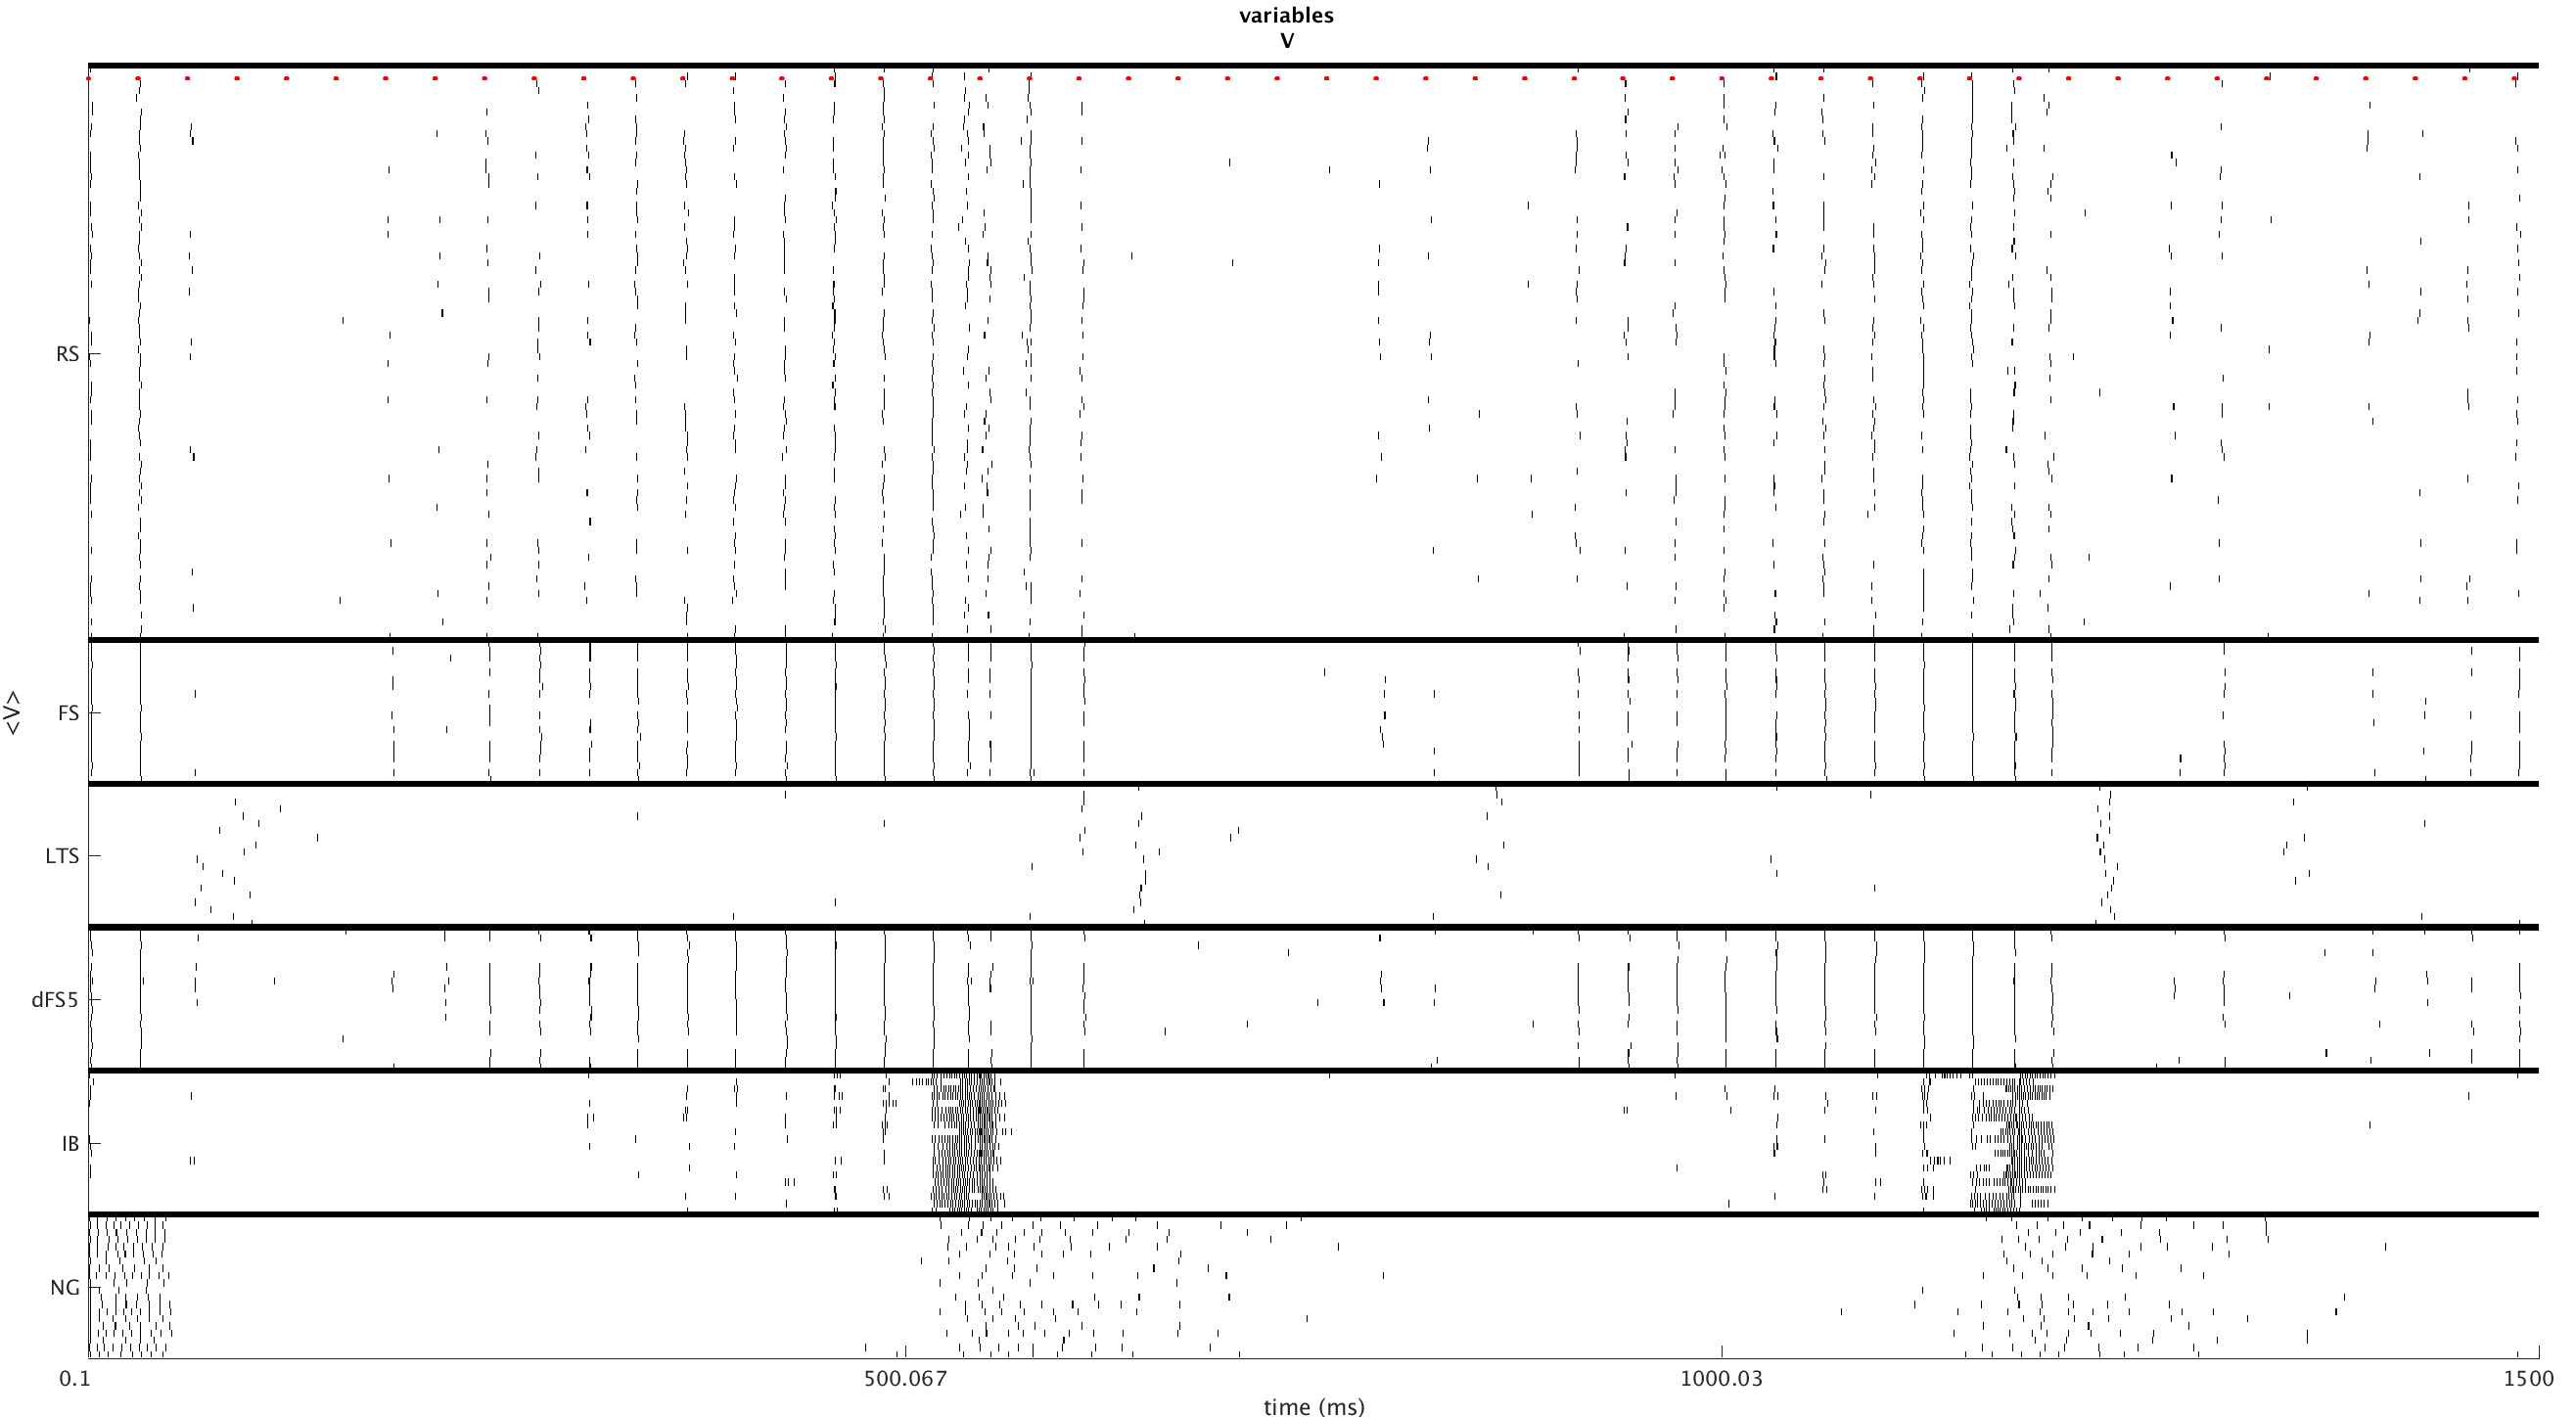 variables
V
RS
FS
<V>
LTS
dFS5
IB
NG
0.1
500.067
1000.03
1500
time (ms)